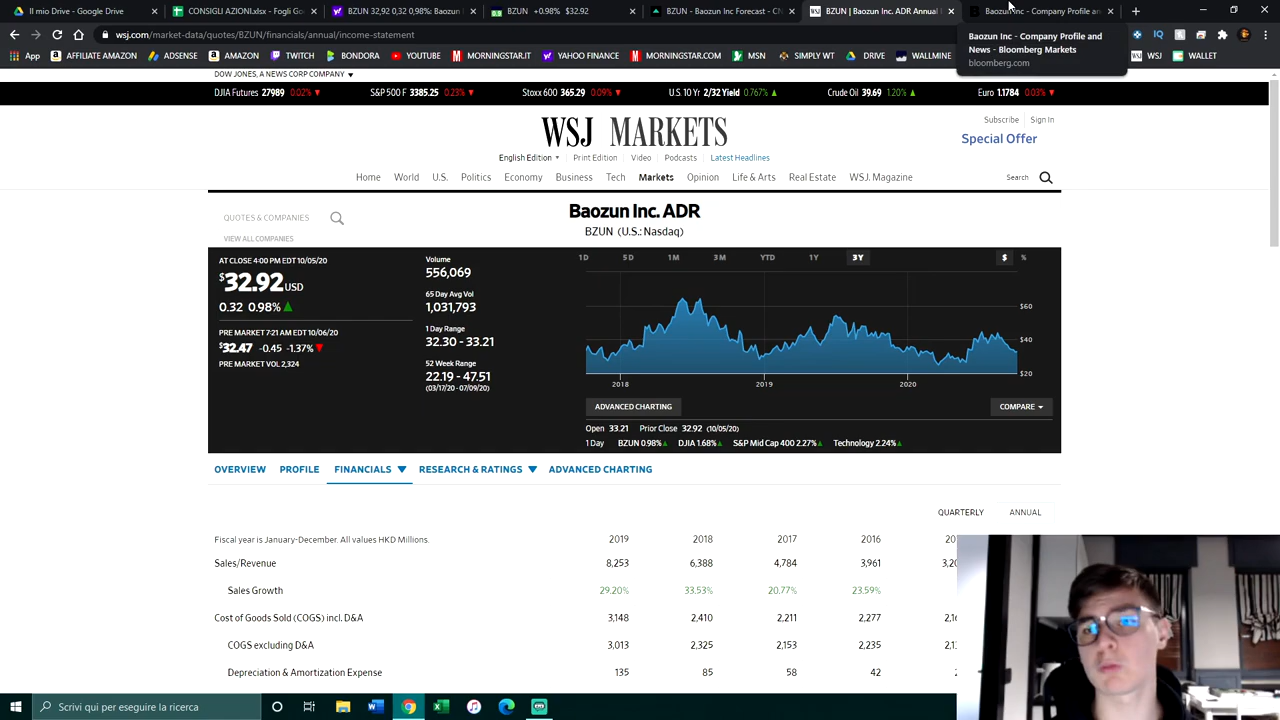 Il mio Drive - Google Drive
CONSIGLI AZIONI.xlsx - Fogli Go
BZUN 32,92 0,32 0,98%: Baozun
BZUN +0.98% $32.92
BZUN - Baozun Inc Forecast - CN
BZUN | Baozun Inc. ADR Annual
Baozun Inc - Company Profile an
wsj.com/market-data/quotes/BZUN/financials/annual/income-statement
Baozun Inc - Company Profile and
News - Bloomberg Markets
bloomberg.com
App
AFFILIATE AMAZON
ADSENSE
AMAZON
TWITCH
BONDORA
YOUTUBE
MORNINGSTAR.IT
YAHOO FINANCE
MORNINGSTAR.COM
MSN
SIMPLY WT
DRIVE
WALLMINE
WSJ
WALLET
DOW JONES, A NEWS CORP COMPANY
DJIA Futures 27989 0.02%
S&P 500 F 3385.25 0.23%
Stoxx 600 365.29 0.09%
U.S. 10 Yr 2/32 Yield 0.767%
Crude Oil 39.69 1.20%
Euro 1.1784 0.03%
WSJ MARKETS
Subscribe
Sign In
Special Offer
English Edition
Print Edition
Video
Podcasts
Latest Headlines
Home World U.S. Politics Economy Business Tech Markets Opinion Life & Arts Real Estate WSJ. Magazine
Search
QUOTES & COMPANIES
VIEW ALL COMPANIES
Baozun Inc. ADR
BZUN (U.S.: Nasdaq)
AT CLOSE 4:00 PM EDT 10/05/20
$32.92 USD
0.32 0.98%
PRE MARKET 7:21 AM EDT 10/06/20
$32.47 -0.45 -1.37%
PRE MARKET VOL 2,324
Volume
556,069
65 Day Avg Vol
1,031,793
1 Day Range
32.30 - 33.21
52 Week Range
22.19 - 47.51
(03/17/20 - 07/09/20)
1D 5D 1M 3M YTD 1Y 3Y $ %
$60
$40
$20
2018 2019 2020
ADVANCED CHARTING
COMPARE
Open 33.21 Prior Close 32.92 (10/05/20)
1 Day BZUN 0.98% DJIA 1.68% S&P Mid Cap 400 2.27% Technology 2.24%
OVERVIEW PROFILE FINANCIALS RESEARCH & RATINGS ADVANCED CHARTING
QUARTERLY ANNUAL
Fiscal year is January-December. All values HKD Millions. 2019 2018 2017 2016
Sales/Revenue 8,253 6,388 4,784 3,961
Sales Growth 29.20% 33.53% 20.77% 23.59%
Cost of Goods Sold (COGS) incl. D&A 3,148 2,410 2,211 2,277
COGS excluding D&A 3,013 2,325 2,153 2,235
Depreciation & Amortization Expense 135 85 58 42
Scrivi qui per eseguire la ricerca